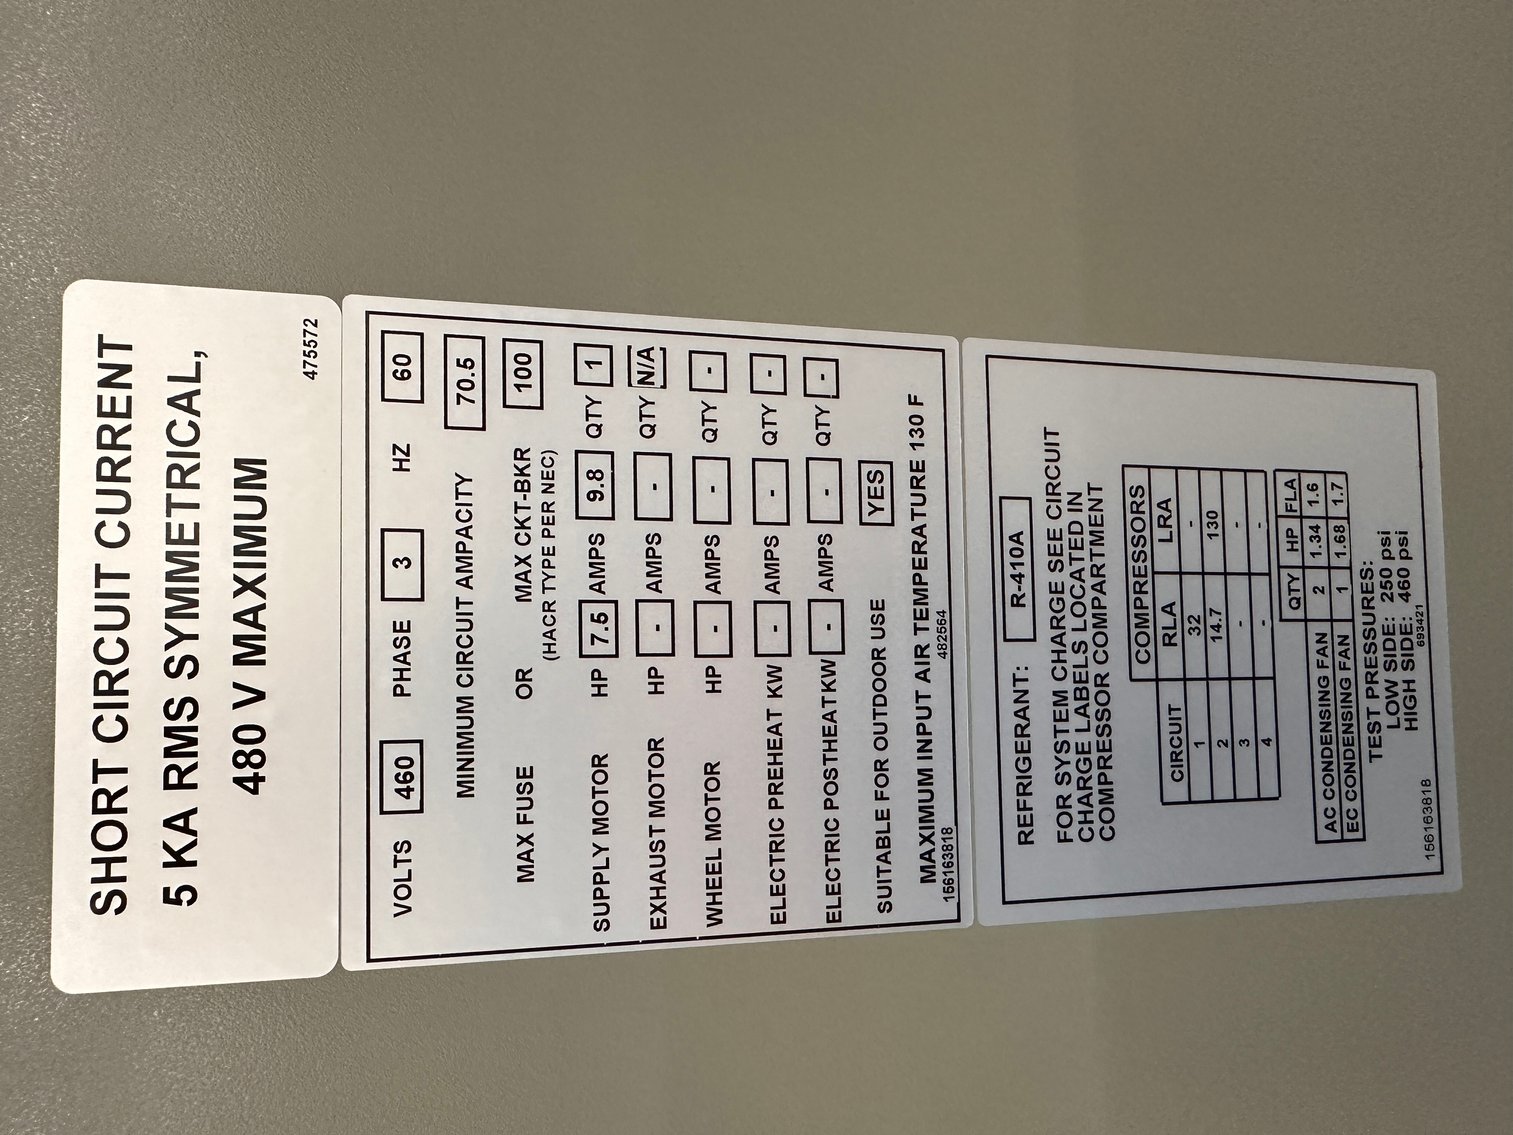 SHORT CIRCUIT CURRENT
5 KA RMS SYMMETRICAL,
480 V MAXIMUM
475572
VOLTS 460 PHASE 3 HZ 60
MINIMUM CIRCUIT AMPACITY 70.5
MAX FUSE OR MAX CKT-BKR 100
(HACR TYPE PER NEC)
SUPPLY MOTOR HP 7.5 AMPS 9.8 QTY 1
EXHAUST MOTOR HP - AMPS - QTY N/A
WHEEL MOTOR HP - AMPS - QTY -
ELECTRIC PREHEAT KW - AMPS - QTY -
ELECTRIC POSTHEAT KW - AMPS - QTY -
SUITABLE FOR OUTDOOR USE YES
MAXIMUM INPUT AIR TEMPERATURE 130 F
156163818 4825564
REFRIGERANT: R-410A
FOR SYSTEM CHARGE SEE CIRCUIT
CHARGE LABELS LOCATED IN
COMPRESSOR COMPARTMENT
COMPRESSORS
CIRCUIT RLA LRA
1 32 -
2 14.7 130
3 - -
4 - -
QTY HP FLA
AC CONDENSING FAN 2 1.34 1.6
EC CONDENSING FAN 1 1.68 1.7
TEST PRESSURES:
LOW SIDE: 250 psi
HIGH SIDE: 460 psi
156163818 693421